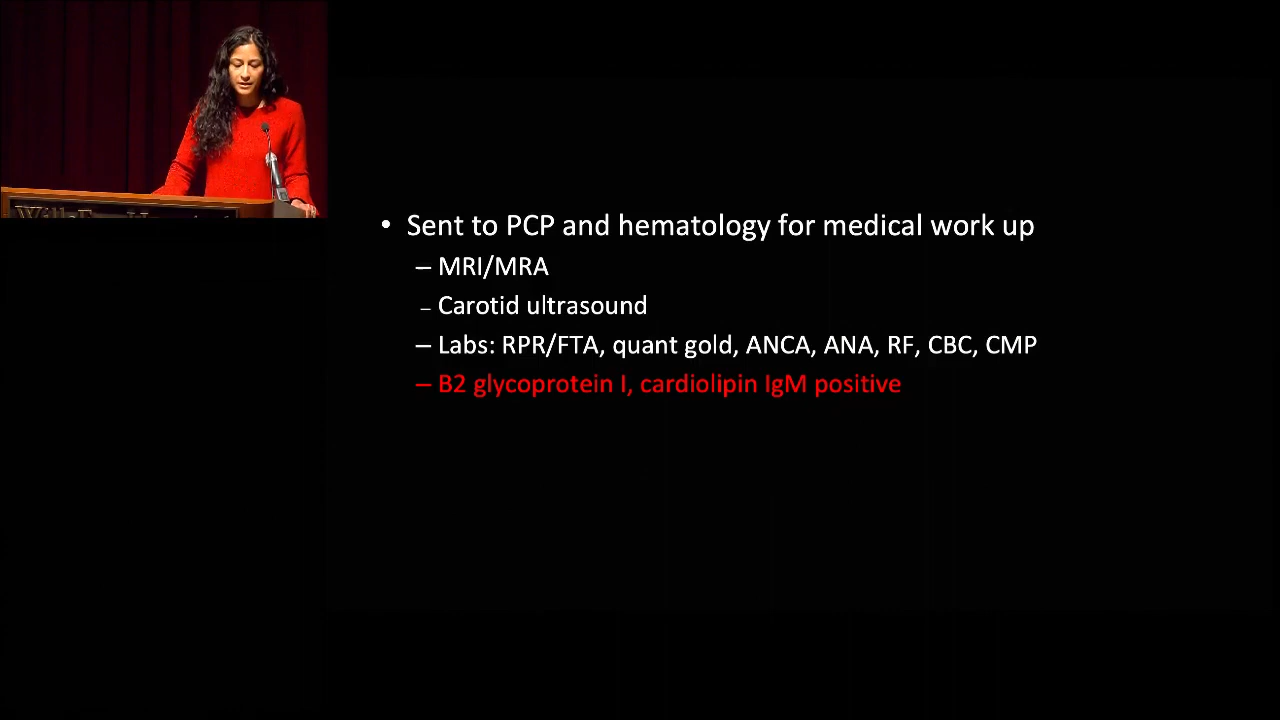 • Sent to PCP and hematology for medical work up
– MRI/MRA
– Carotid ultrasound
– Labs: RPR/FTA, quant gold, ANCA, ANA, RF, CBC, CMP
– B2 glycoprotein I, cardiolipin IgM positive